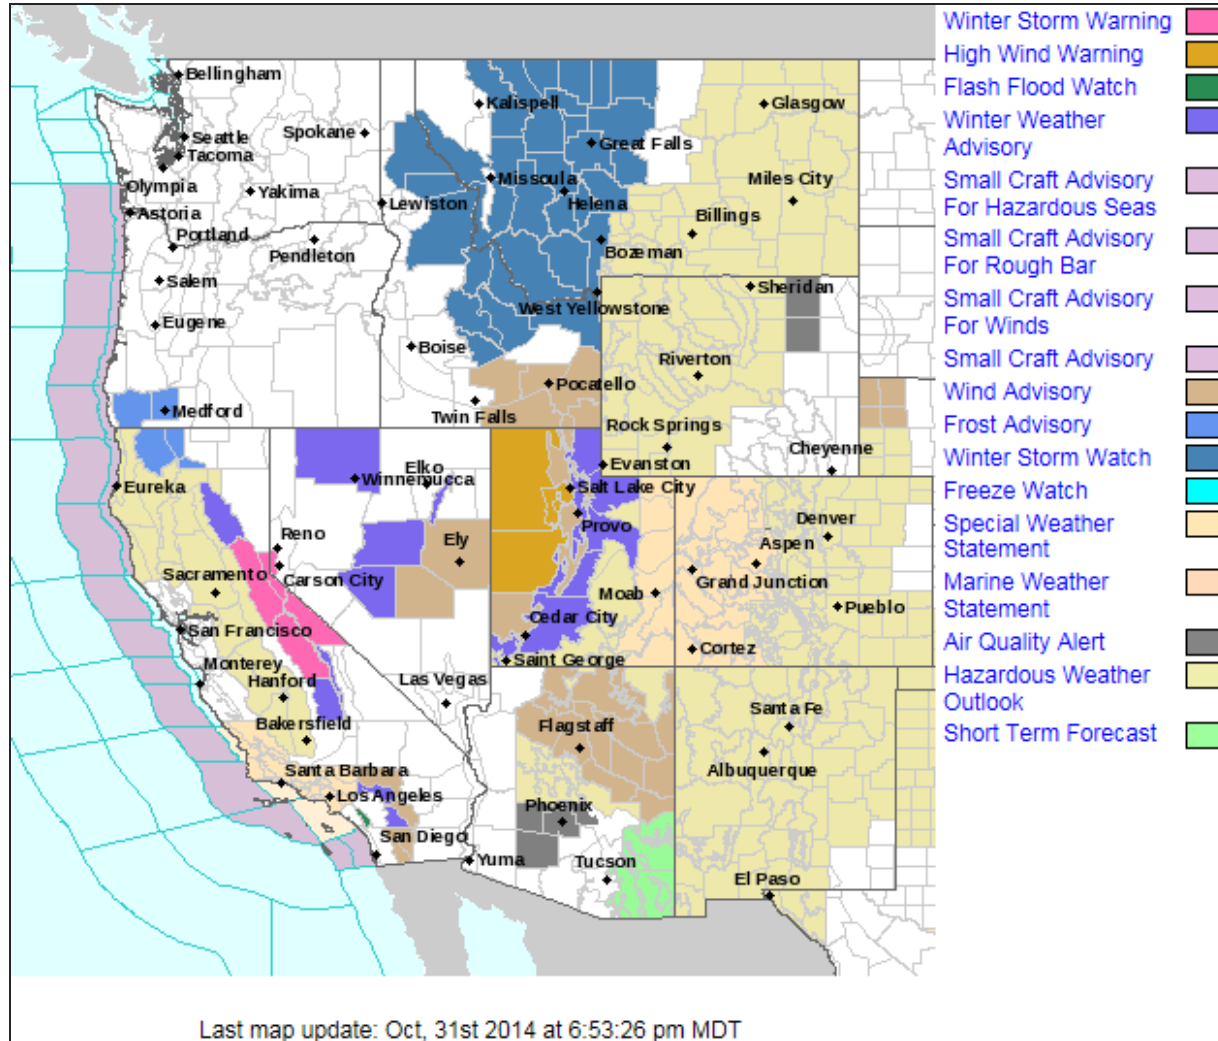 Bellingham
Kalispell
Glasgow
Spokane
Seattle
Great Falls
Tacoma
Olympia
Yakima
Missoula
Miles City
Lewiston
Helena
Astoria
Billings
Portland
Pendleton
Bozeman
Salem
Sheridan
West Yellowstone
Eugene
Boise
Riverton
Pocatello
Medford
Twin Falls
Rock Springs
Cheyenne
Elko
Evanston
Eureka
Winnemucca
Salt Lake City
Denver
Provo
Reno
Ely
Aspen
Sacramento
Carson City
Grand Junction
Moab
Pueblo
Cedar City
San Francisco
Cortez
Saint George
Monterey
Hanford
Las Vegas
Santa Fe
Bakersfield
Flagstaff
Santa Barbara
Albuquerque
Los Angeles
Phoenix
San Diego
Yuma
Tucson
El Paso
Winter Storm Warning
High Wind Warning
Flash Flood Watch
Winter Weather
Advisory
Small Craft Advisory
For Hazardous Seas
Small Craft Advisory
For Rough Bar
Small Craft Advisory
For Winds
Small Craft Advisory
Wind Advisory
Frost Advisory
Winter Storm Watch
Freeze Watch
Special Weather
Statement
Marine Weather
Statement
Air Quality Alert
Hazardous Weather
Outlook
Short Term Forecast
Last map update: Oct, 31st 2014 at 6:53:26 pm MDT